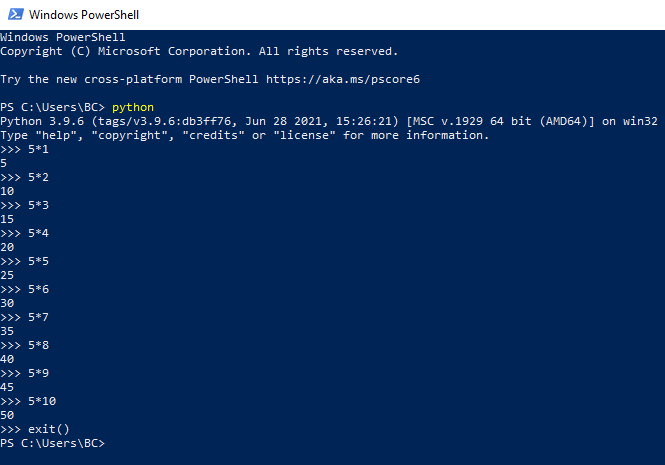 Windows PowerShell
Windows PowerShell
Copyright (C) Microsoft Corporation. All rights reserved.
Try the new cross-platform PowerShell https://aka.ms/pscore6
PS C:\Users\BC> python
Python 3.9.6 (tags/v3.9.6:db3ff76, Jun 28 2021, 15:26:21) [MSC v.1929 64 bit (AMD64)] on win32
Type "help", "copyright", "credits" or "license" for more information.
>>> 5*1
5
>>> 5*2
10
>>> 5*3
15
>>> 5*4
20
>>> 5*5
25
>>> 5*6
30
>>> 5*7
35
>>> 5*8
40
>>> 5*9
45
>>> 5*10
50
>>> exit()
PS C:\Users\BC>